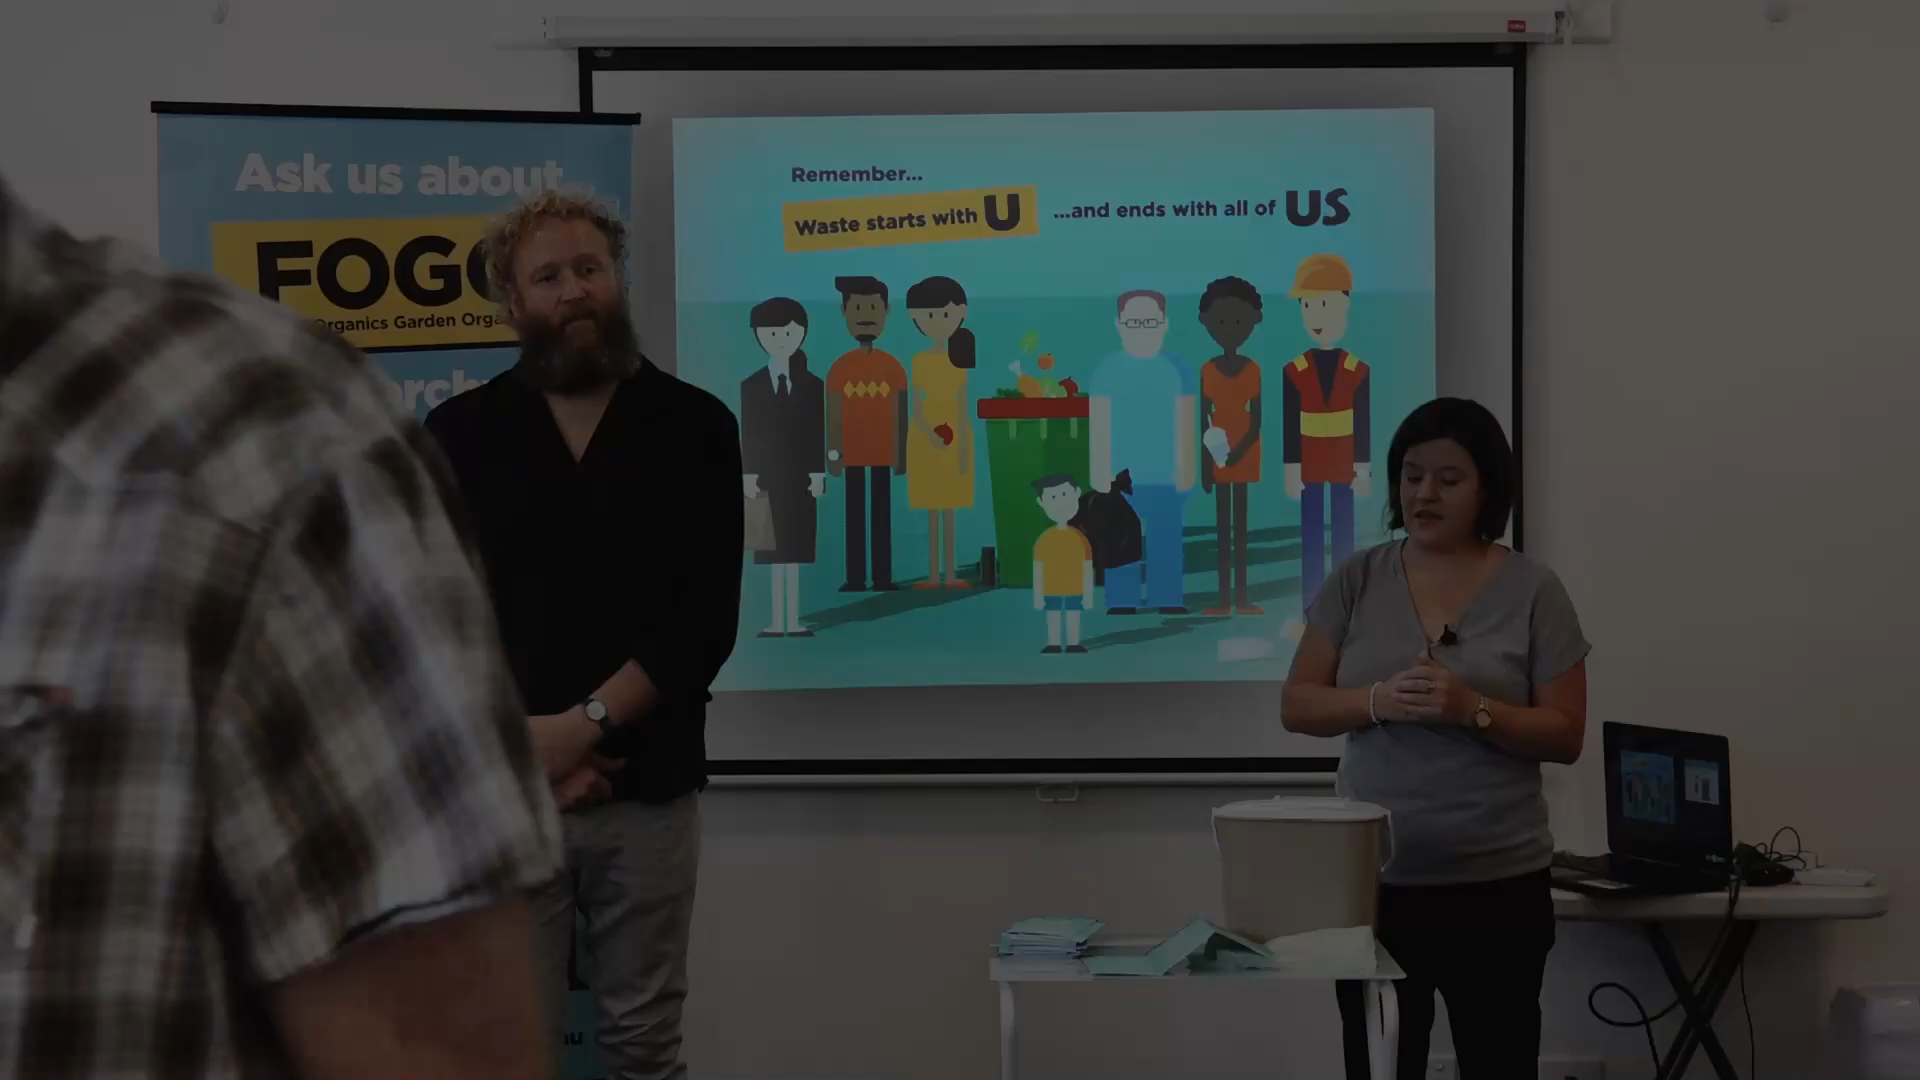 Ask us about
FOGO
Organics Garden Orga
Remember...
Waste starts with U
...and ends with all of US